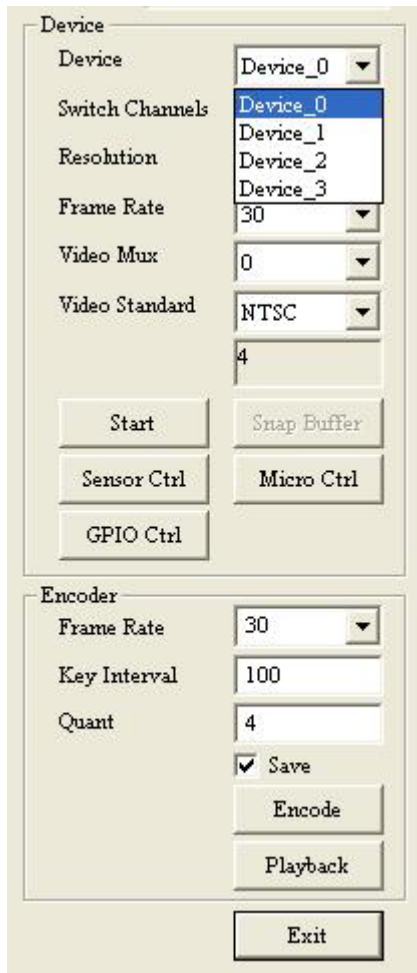 Device
Device Device_0
Switch Channels Device_0
Device_1
Resolution Device_2
Device_3
Frame Rate 30
Video Mux 0
Video Standard NTSC
4
Start Snap Buffer
Sensor Ctrl Micro Ctrl
GPIO Ctrl
Encoder
Frame Rate 30
Key Interval 100
Quant 4
Save
Encode
Playback
Exit